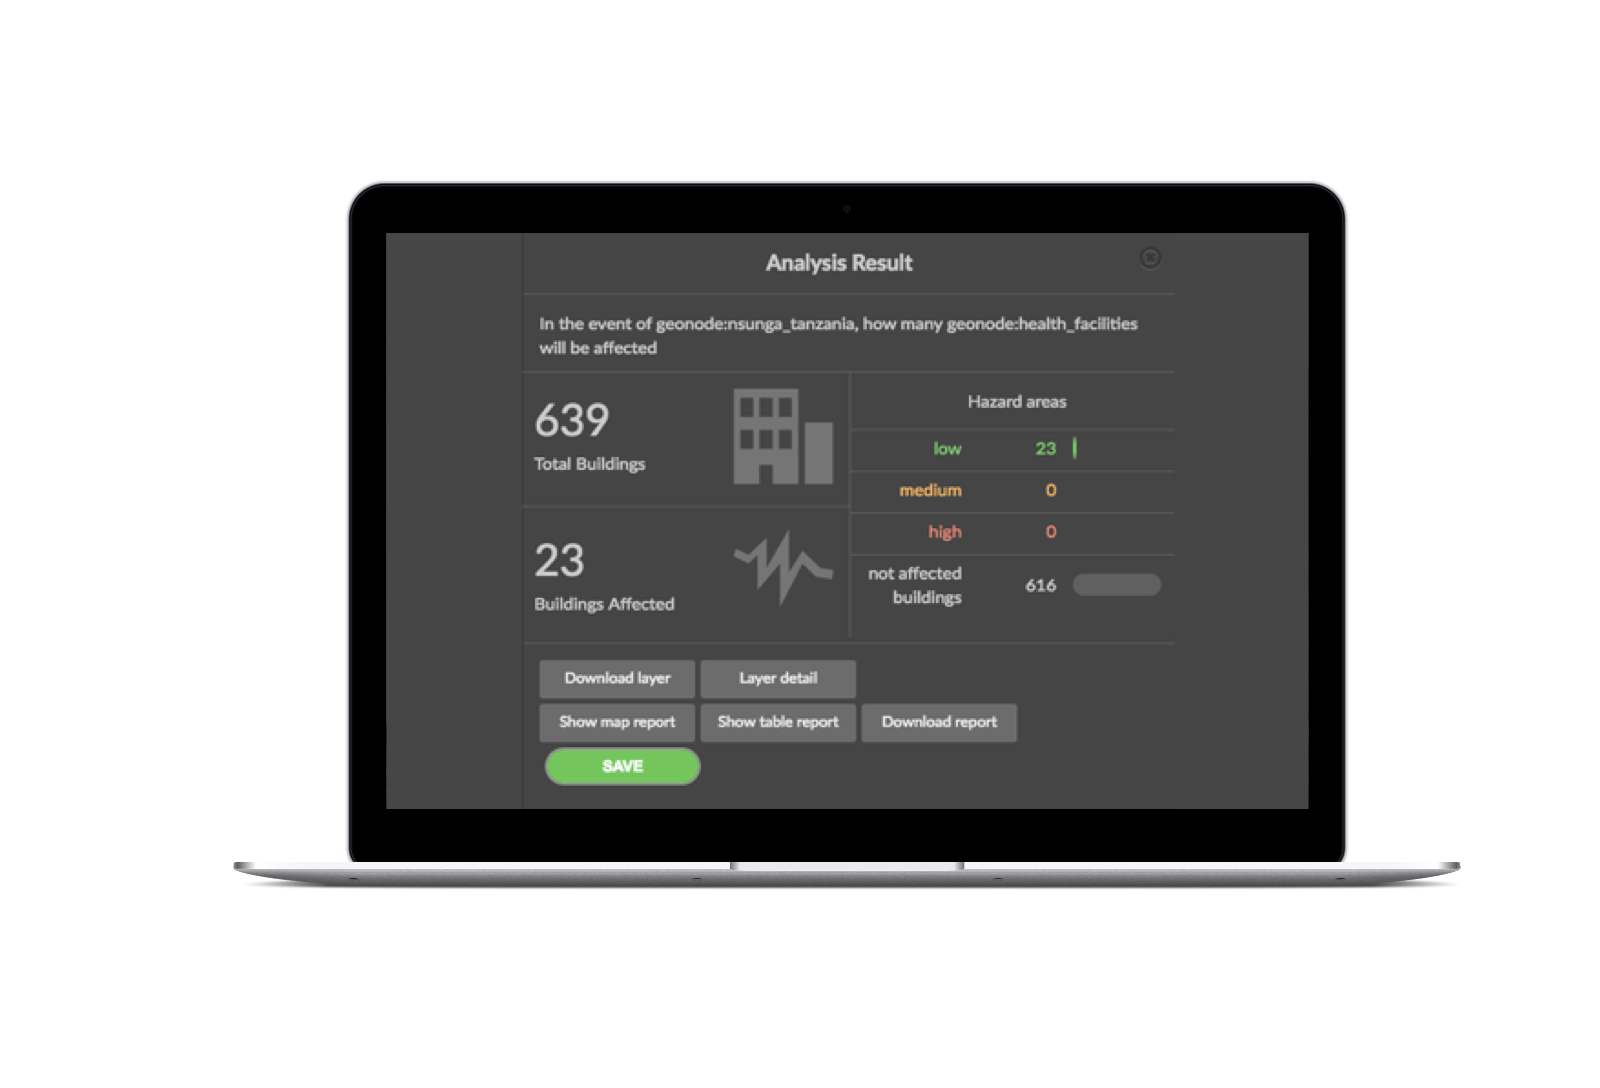 Analysis Result
In the event of geonode:nsunga_tanzania, how many geonode:health_facilities
will be affected
639
Total Buildings
23
Buildings Affected
Hazard areas
low 23
medium 0
high 0
not affected
buildings 616
Download layer
Layer detail
Show map report
Show table report
Download report
SAVE